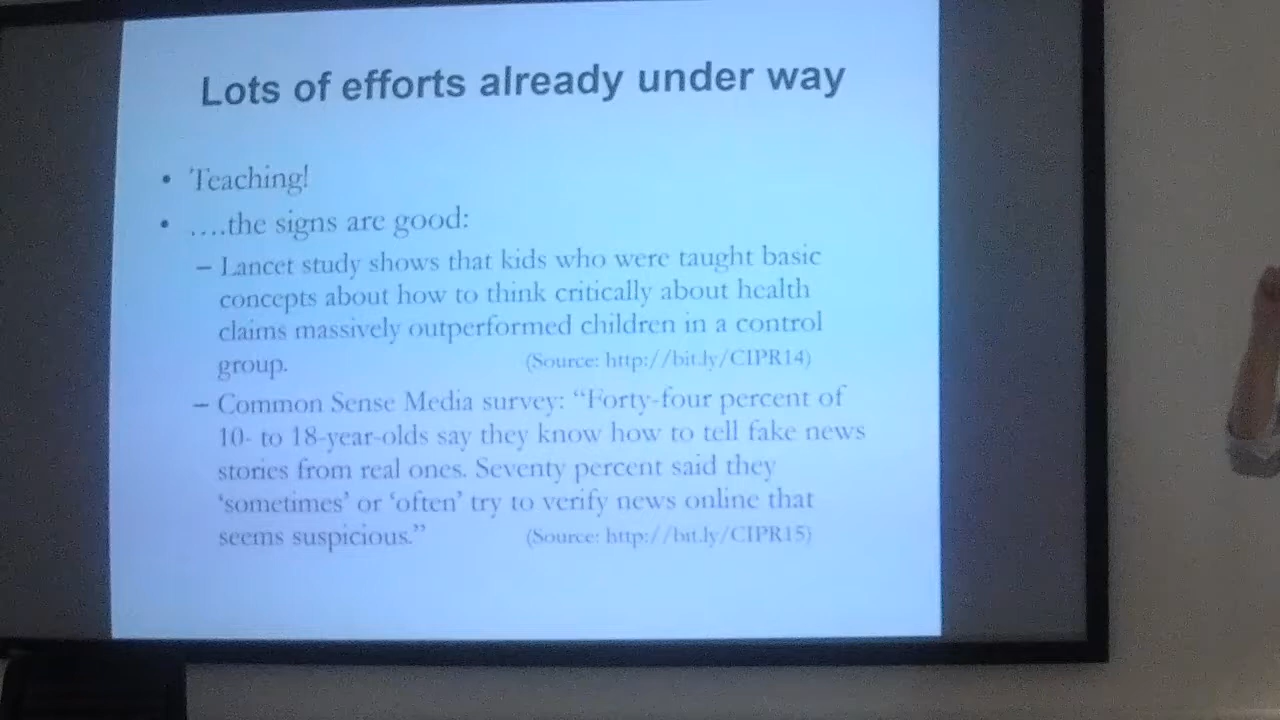 Lots of efforts already under way
• Teaching!
• ….the signs are good:
– Lancet study shows that kids who were taught basic
concepts about how to think critically about health
claims massively outperformed children in a control
group. (Source: http://bit.ly/CIPR14)
– Common Sense Media survey: “Forty-four percent of
10- to 18-year-olds say they know how to tell fake news
stories from real ones. Seventy percent said they
‘sometimes’ or ‘often’ try to verify news online that
seems suspicious.” (Source: http://bit.ly/CIPR15)